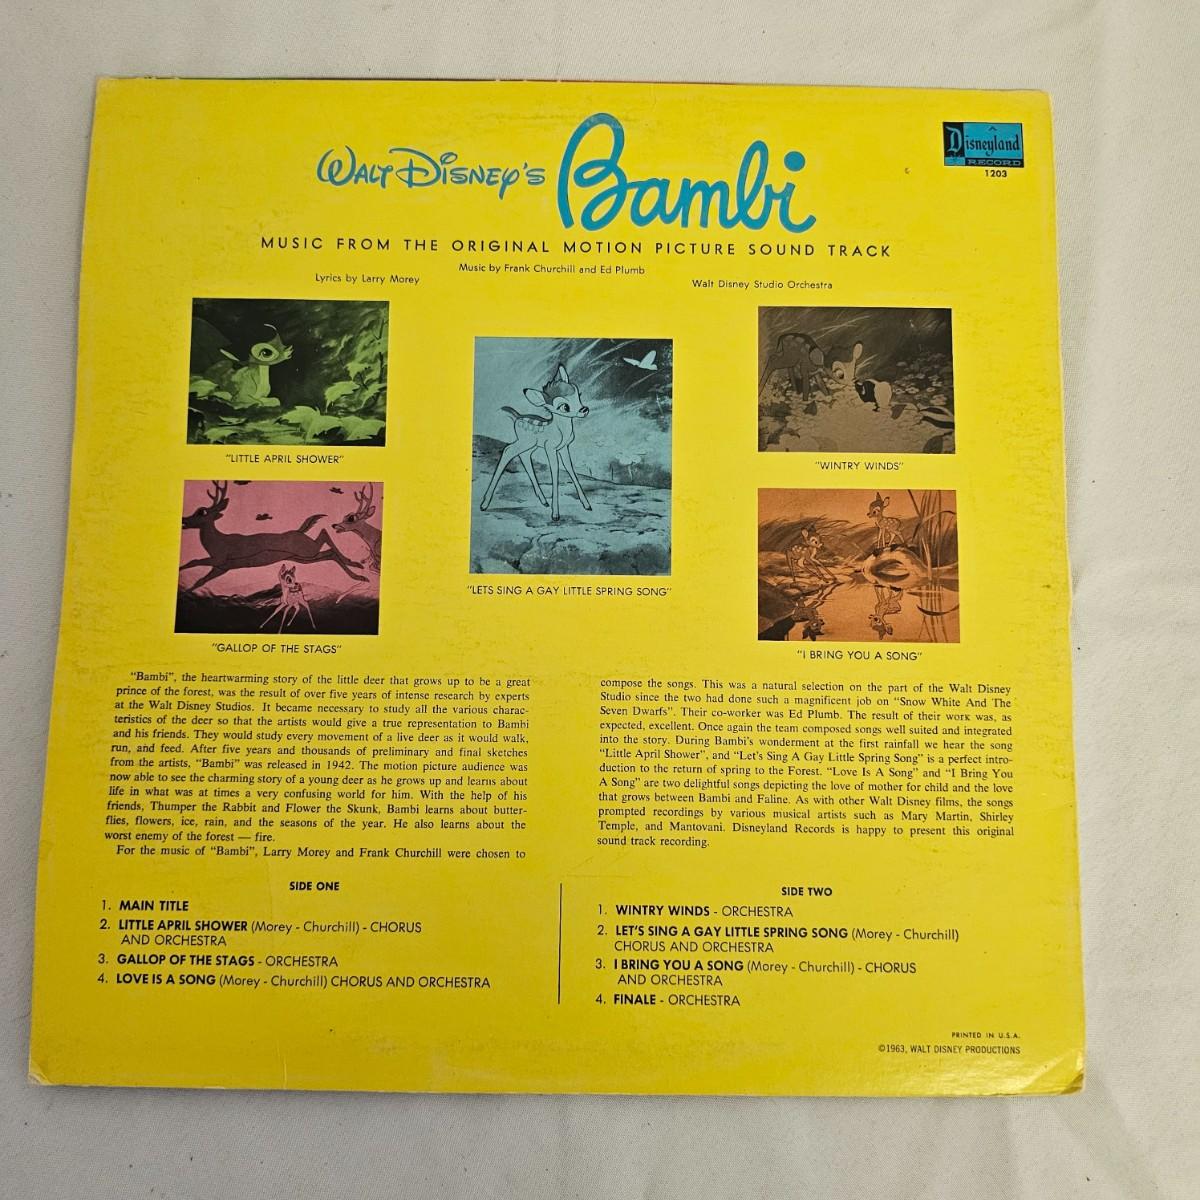 WALT DISNEY'S Bambi
Disneyland
RECORD
1203
MUSIC FROM THE ORIGINAL MOTION PICTURE SOUND TRACK
Lyrics by Larry Morey
Music by Frank Churchill and Ed Plumb
Walt Disney Studio Orchestra
"LITTLE APRIL SHOWER"
"WINTRY WINDS"
"LETS SING A GAY LITTLE SPRING SONG"
"GALLOP OF THE STAGS"
"I BRING YOU A SONG"
"Bambi", the heartwarming story of the little deer that grows up to be a great
prince of the forest, was the result of over five years of intense research by experts
at the Walt Disney Studios. It became necessary to study all the various charac-
teristics of the deer so that the artists would give a true representation to Bambi
and his friends. They would study every movement of a live deer as it would walk,
run, and feed. After five years and thousands of preliminary and final sketches
from the artists, "Bambi" was released in 1942. The motion picture audience was
now able to see the charming story of a young deer as he grows up and learns about
life in what was at times a very confusing world for him. With the help of his
friends, Thumper the Rabbit and Flower the Skunk, Bambi learns about butter-
flies, flowers, ice, rain, and the seasons of the year. He also learns about the
worst enemy of the forest — fire.
For the music of "Bambi", Larry Morey and Frank Churchill were chosen to
compose the songs. This was a natural selection on the part of the Walt Disney
Studio since the two had done such a magnificent job on "Snow White And The
Seven Dwarfs". Their co-worker was Ed Plumb. The result of their work was, as
expected, excellent. Once again the team composed songs well suited and integrated
into the story. During Bambi's wonderment at the first rainfall we hear the song
"Little April Shower", and "Let's Sing A Gay Little Spring Song" is a perfect intro-
duction to the return of spring to the Forest. "Love Is A Song" and "I Bring You
A Song" are two delightful songs depicting the love of mother for child and the love
that grows between Bambi and Faline. As with other Walt Disney films, the songs
prompted recordings by various musical artists such as Mary Martin, Shirley
Temple, and Mantovani. Disneyland Records is happy to present this original
sound track recording.
SIDE ONE
1. MAIN TITLE
2. LITTLE APRIL SHOWER (Morey - Churchill) - CHORUS
AND ORCHESTRA
3. GALLOP OF THE STAGS - ORCHESTRA
4. LOVE IS A SONG (Morey - Churchill) CHORUS AND ORCHESTRA
SIDE TWO
1. WINTRY WINDS - ORCHESTRA
2. LET'S SING A GAY LITTLE SPRING SONG (Morey - Churchill)
CHORUS AND ORCHESTRA
3. I BRING YOU A SONG (Morey - Churchill) - CHORUS
AND ORCHESTRA
4. FINALE - ORCHESTRA
PRINTED IN U.S.A.
©1963, WALT DISNEY PRODUCTIONS